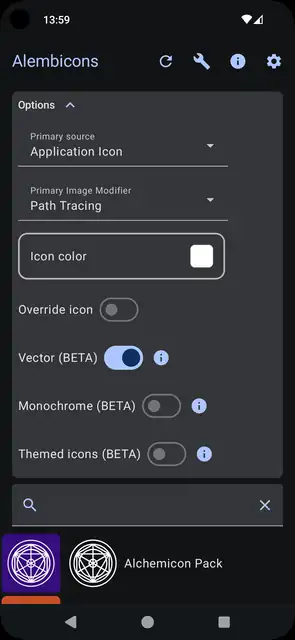 13:59
Alembicons
Options
Primary source
Application Icon
Primary Image Modifier
Path Tracing
Icon color
Override icon
Vector (BETA)
Monochrome (BETA)
Themed icons (BETA)
Alchemicon Pack